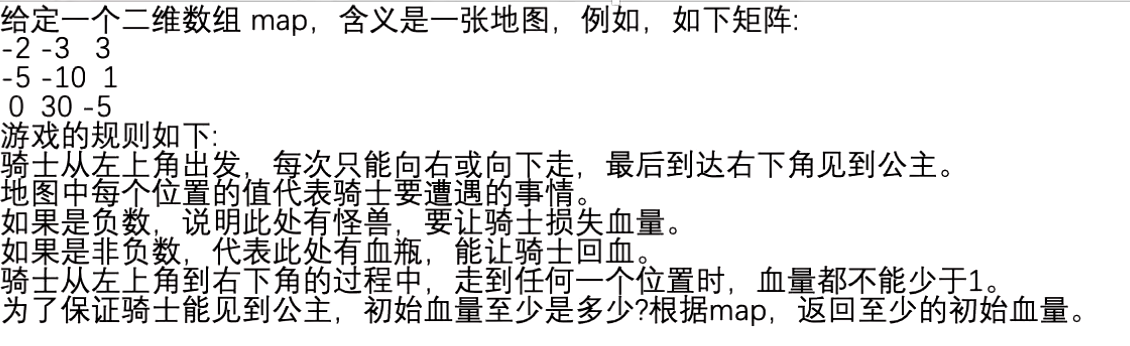 给定一个二维数组 map，含义是一张地图，例如，如下矩阵:
-2 -3 3
-5 -10 1
0 30 -5
游戏的规则如下:
骑士从左上角出发，每次只能向右或向下走，最后到达右下角见到公主。
地图中每个位置的值代表骑士要遭遇的事情。
如果是负数，说明此处有怪兽，要让骑士损失血量。
如果是非负数，代表此处有血瓶，能让骑士回血。
骑士从左上角到右下角的过程中，走到任何一个位置时，血量都不能少于1。
为了保证骑士能见到公主，初始血量至少是多少?根据map，返回至少的初始血量。